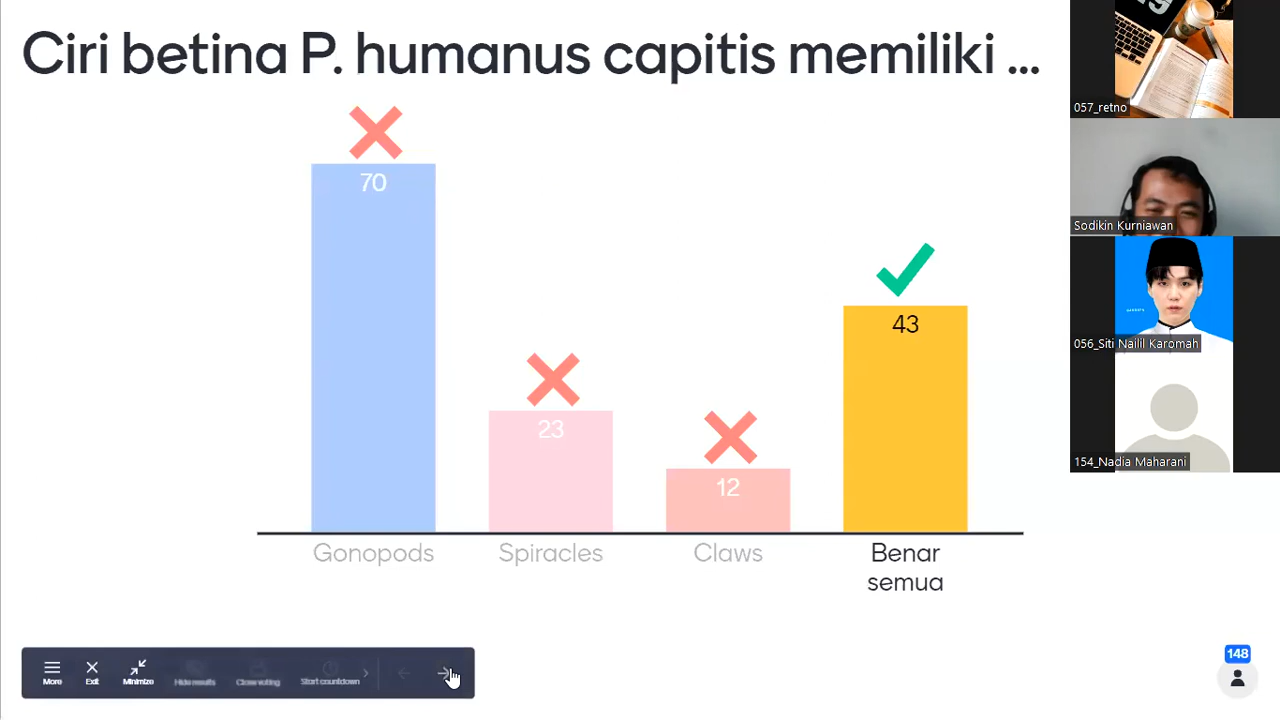 Ciri betina P. humanus capitis memiliki ...
70
23
12
43
Gonopods
Spiracles
Claws
Benar
semua
More
Exit
Minimize
Hide results
Close voting
Start countdown
148
057_retno
Sodikin Kurniawan
056_Siti Nailil Karomah
154_Nadia Maharani